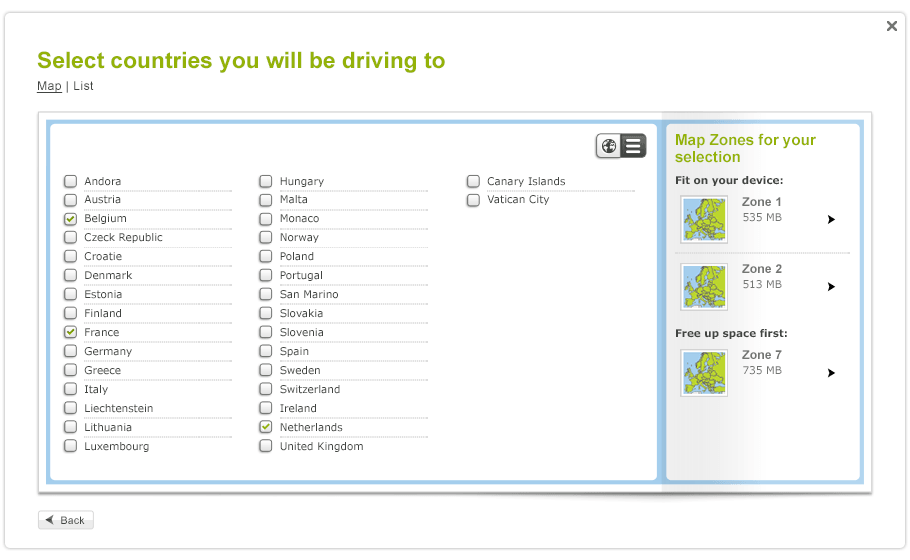 Select countries you will be driving to
Map | List
Andora
Austria
Belgium
Czeck Republic
Croatie
Denmark
Estonia
Finland
France
Germany
Greece
Italy
Liechtenstein
Lithuania
Luxembourg
Hungary
Malta
Monaco
Norway
Poland
Portugal
San Marino
Slovakia
Slovenia
Spain
Sweden
Switzerland
Ireland
Netherlands
United Kingdom
Canary Islands
Vatican City
Map Zones for your
selection
Fit on your device:
Zone 1
535 MB
Zone 2
513 MB
Free up space first:
Zone 7
735 MB
Back